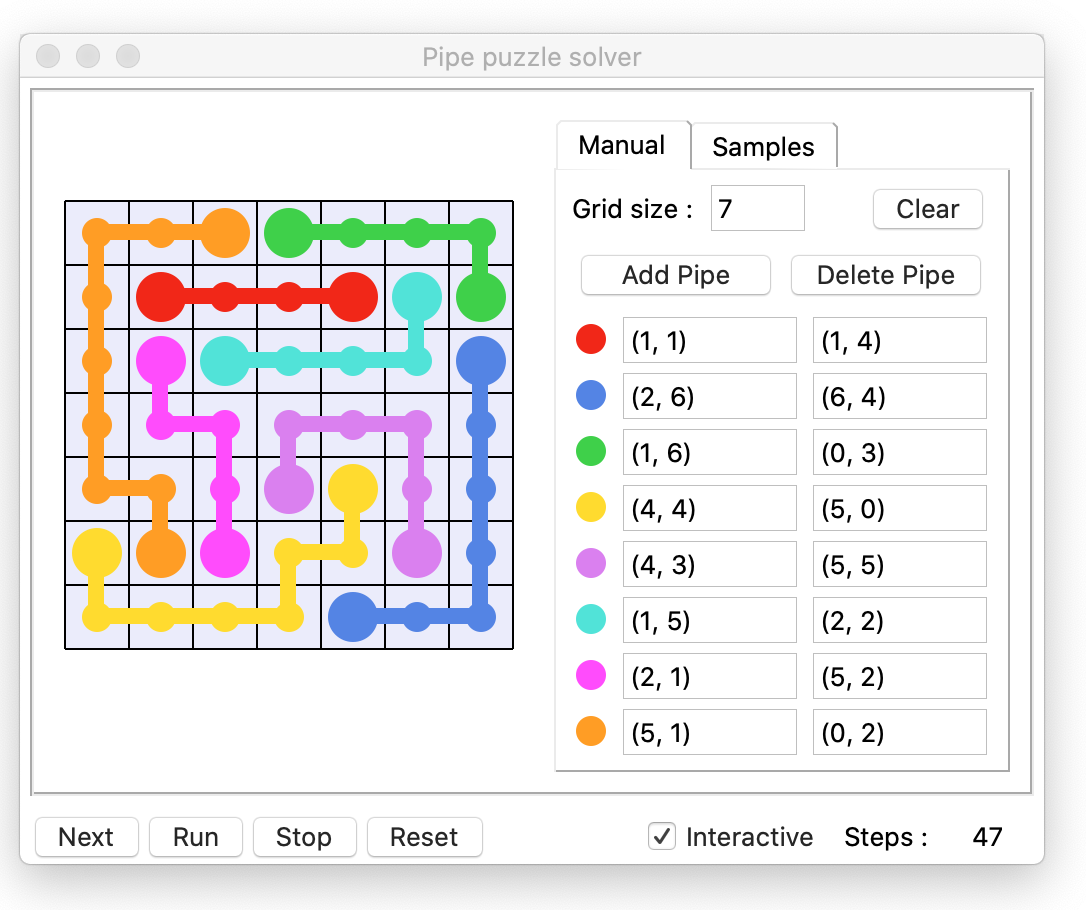 Pipe puzzle solver
Manual Samples
Grid size : 7 Clear
Add Pipe Delete Pipe
(1, 1) (1, 4)
(2, 6) (6, 4)
(1, 6) (0, 3)
(4, 4) (5, 0)
(4, 3) (5, 5)
(1, 5) (2, 2)
(2, 1) (5, 2)
(5, 1) (0, 2)
Next Run Stop Reset Interactive Steps : 47